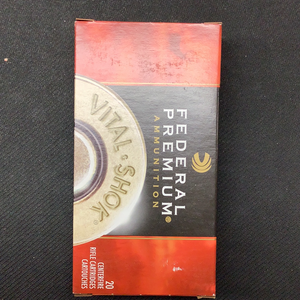 FEDERAL
PREMIUM®
AMMUNITION
VITAL·SHOK
20
CENTERFIRE
RIFLE CARTRIDGES
CARTOUCHES